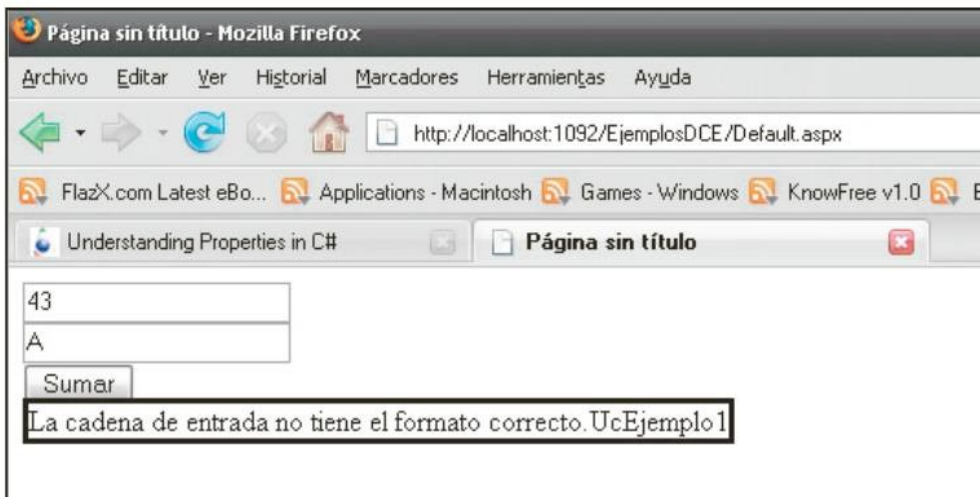 Página sin título - Mozilla Firefox
Archivo Editar Ver Historial Marcadores Herramientas Ayuda
http://localhost:1092/EjemplosDCE/Default.aspx
FlazX.com Latest eBo... Applications - Macintosh Games - Windows KnowFree v1.0 E
Understanding Properties in C# Página sin título
43
A
Sumar
La cadena de entrada no tiene el formato correcto.UcEjemplo1